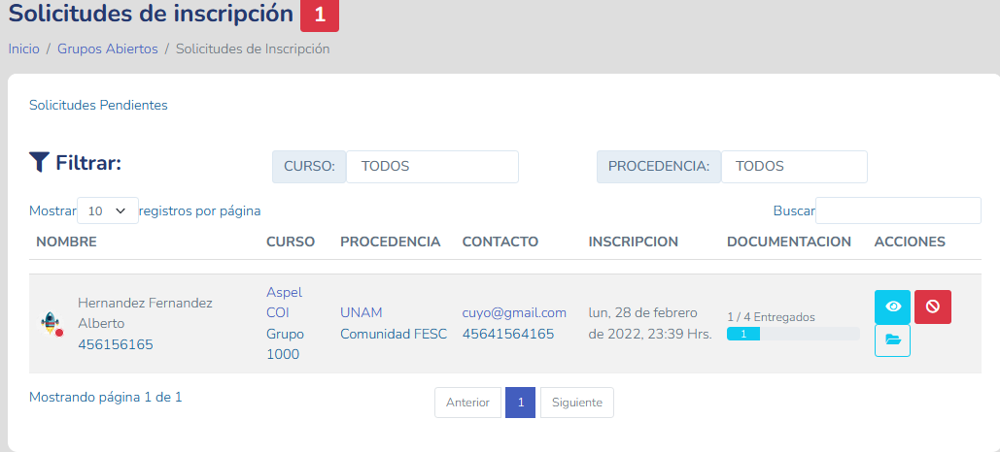 Solicitudes de inscripción 1
Inicio / Grupos Abiertos / Solicitudes de Inscripción
Solicitudes Pendientes
Filtrar: CURSO: TODOS PROCEDENCIA: TODOS
Mostrar 10 registros por página Buscar
NOMBRE CURSO PROCEDENCIA CONTACTO INSCRIPCION DOCUMENTACION ACCIONES
Hernandez Fernandez
Alberto
456156165
Aspel
COI
Grupo
1000
UNAM
Comunidad FESC
cuyo@gmail.com
45641564165
lun, 28 de febrero
de 2022, 23:39 Hrs.
1 / 4 Entregados
1
Mostrando página 1 de 1
Anterior 1 Siguiente